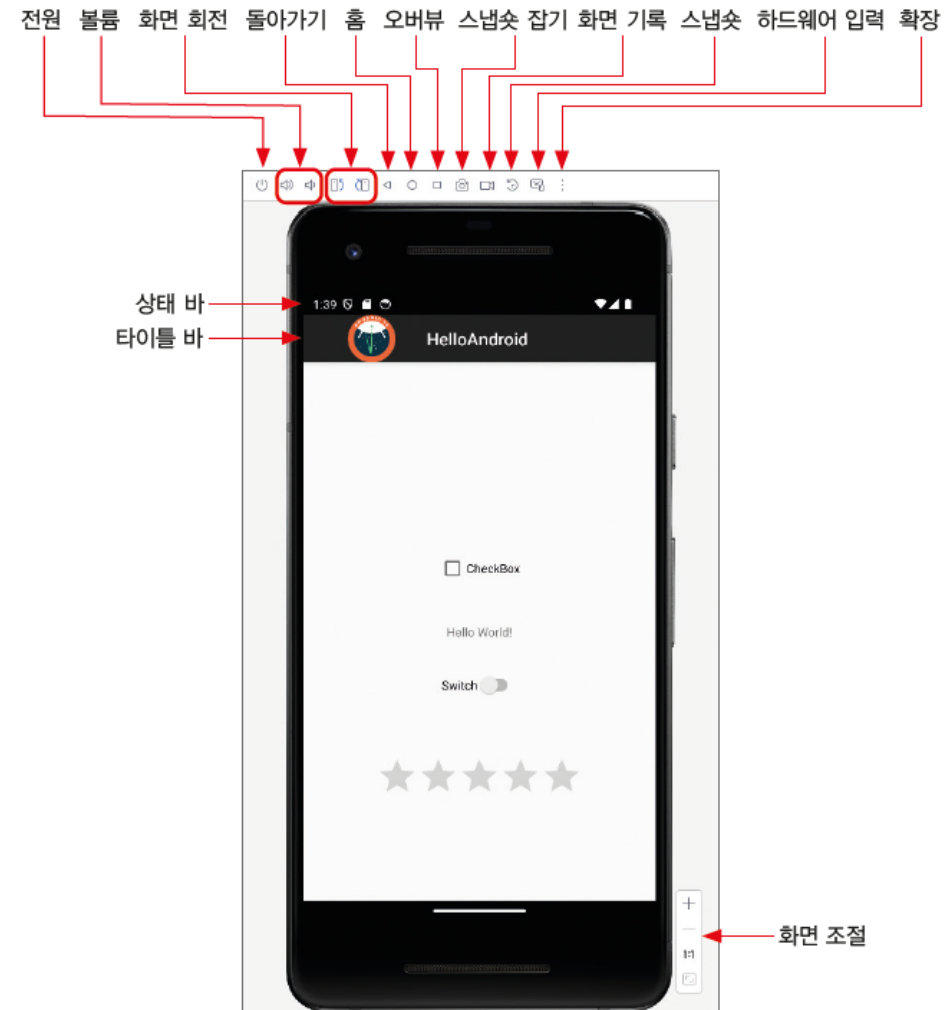 전원 볼륨 화면 회전 돌아가기 홈 오버뷰 스냅숏 잡기 화면 기록 스냅숏 하드웨어 입력 확장
상태 바
1:39
타이틀 바
HelloAndroid
CheckBox
Hello World!
Switch
화면 조절
1:1